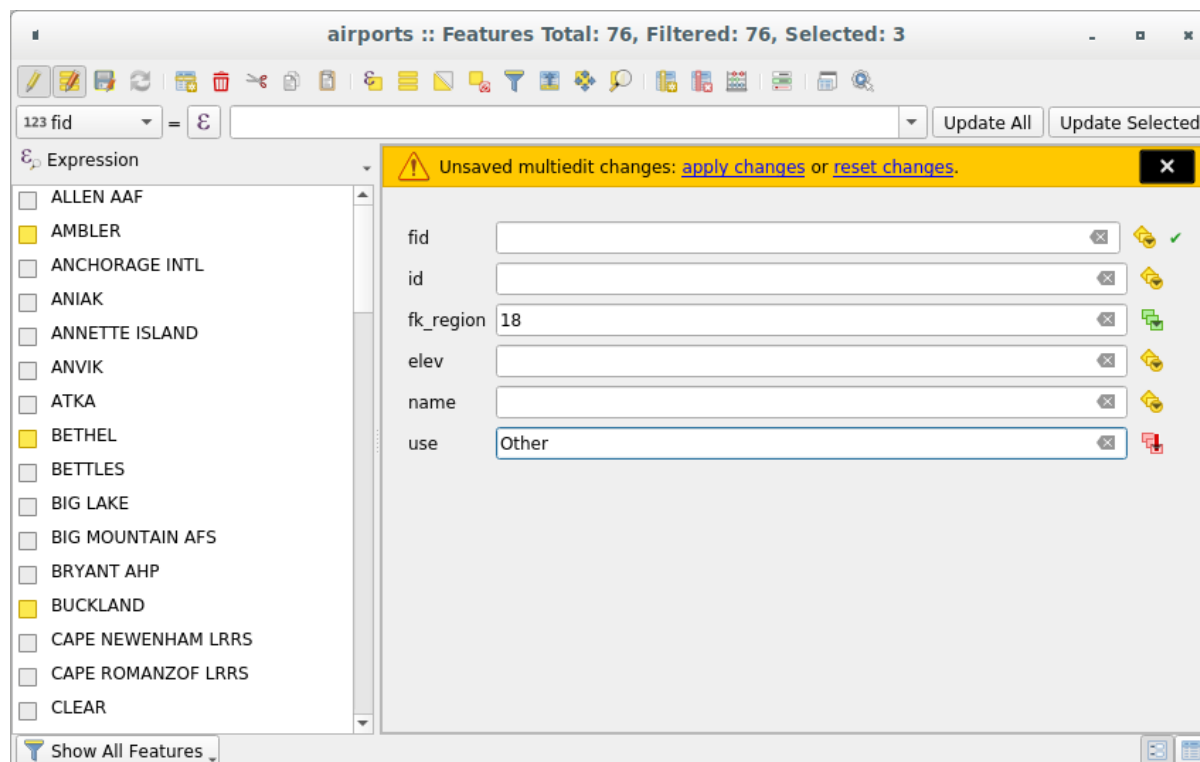 airports :: Features Total: 76, Filtered: 76, Selected: 3
123 fid = ε Update All Update Selected
Expression
Unsaved multiedit changes: apply changes or reset changes.
ALLEN AAF
AMBLER
ANCHORAGE INTL
ANIAK
ANNETTE ISLAND
ANVIK
ATKA
BETHEL
BETTLES
BIG LAKE
BIG MOUNTAIN AFS
BRYANT AHP
BUCKLAND
CAPE NEWENHAM LRRS
CAPE ROMANZOF LRRS
CLEAR
fid
id
fk_region 18
elev
name
use Other
Show All Features